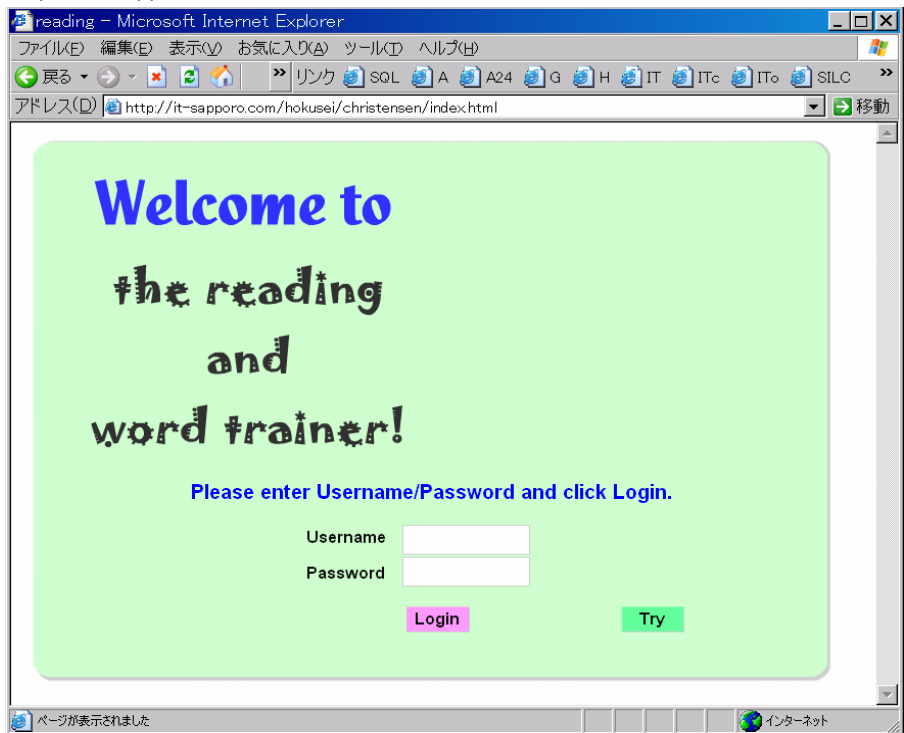 reading - Microsoft Internet Explorer
ファイル(F) 編集(E) 表示(V) お気に入り(A) ツール(T) ヘルプ(H)
戻る » リンク SQL A A24 G H IT ITc ITo SILC »
アドレス(D) http://it-sapporo.com/hokusei/christensen/index.html 移動
Welcome to
the reading
and
word trainer!
Please enter Username/Password and click Login.
Username
Password
Login Try
ページが表示されました インターネット